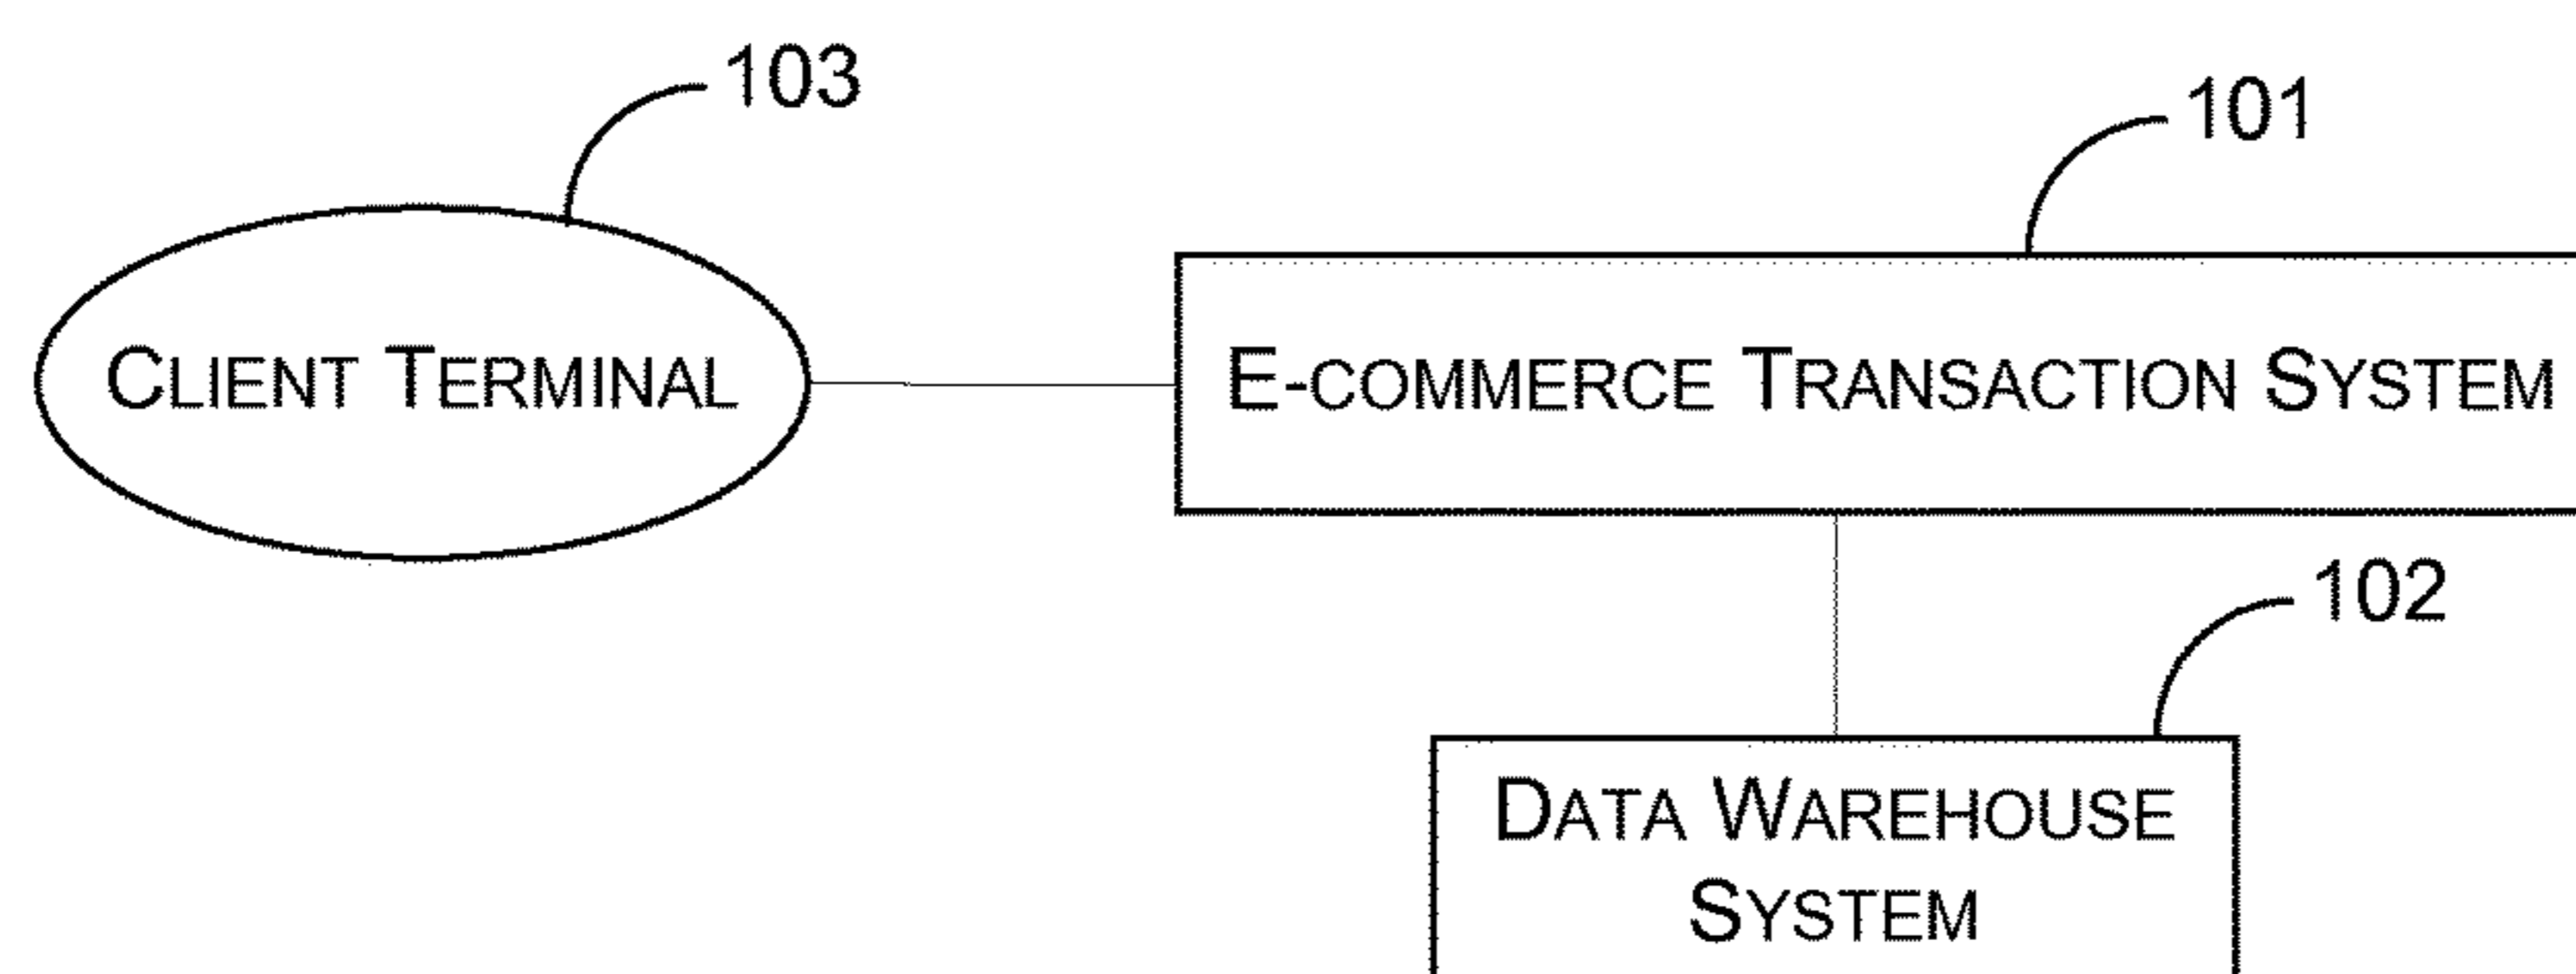 103
101
CLIENT TERMINAL
E-COMMERCE TRANSACTION SYSTEM
102
DATA WAREHOUSE
SYSTEM